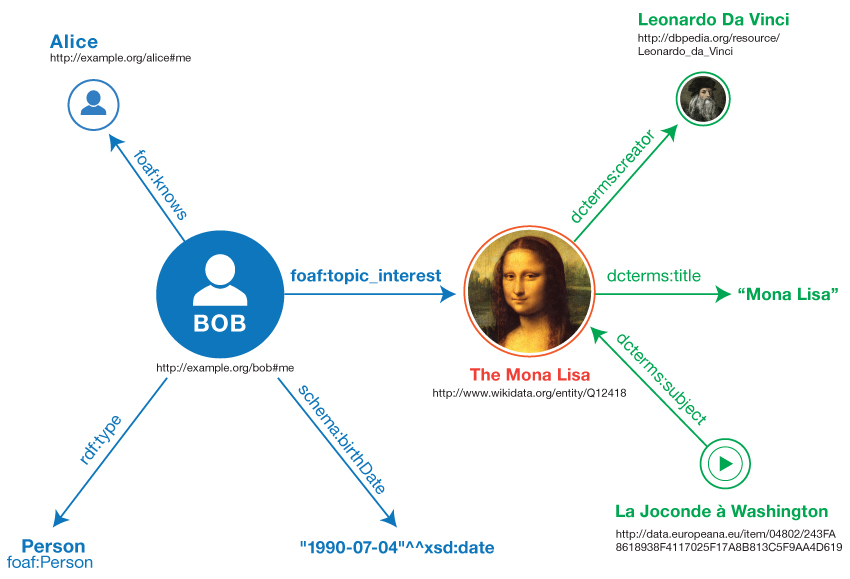 Alice
http://example.org/alice#me
Leonardo Da Vinci
http://dbpedia.org/resource/
Leonardo_da_Vinci
foaf:knows
dcterms:creator
BOB
http://example.org/bob#me
foaf:topic_interest
The Mona Lisa
http://www.wikidata.org/entity/Q12418
dcterms:title
“Mona Lisa”
dcterms:subject
rdf:type
schema:birthDate
Person
foaf:Person
"1990-07-04"^^xsd:date
La Joconde à Washington
http://data.europeana.eu/item/04802/243FA
8618938F4117025F17A8B813C5F9AA4D619